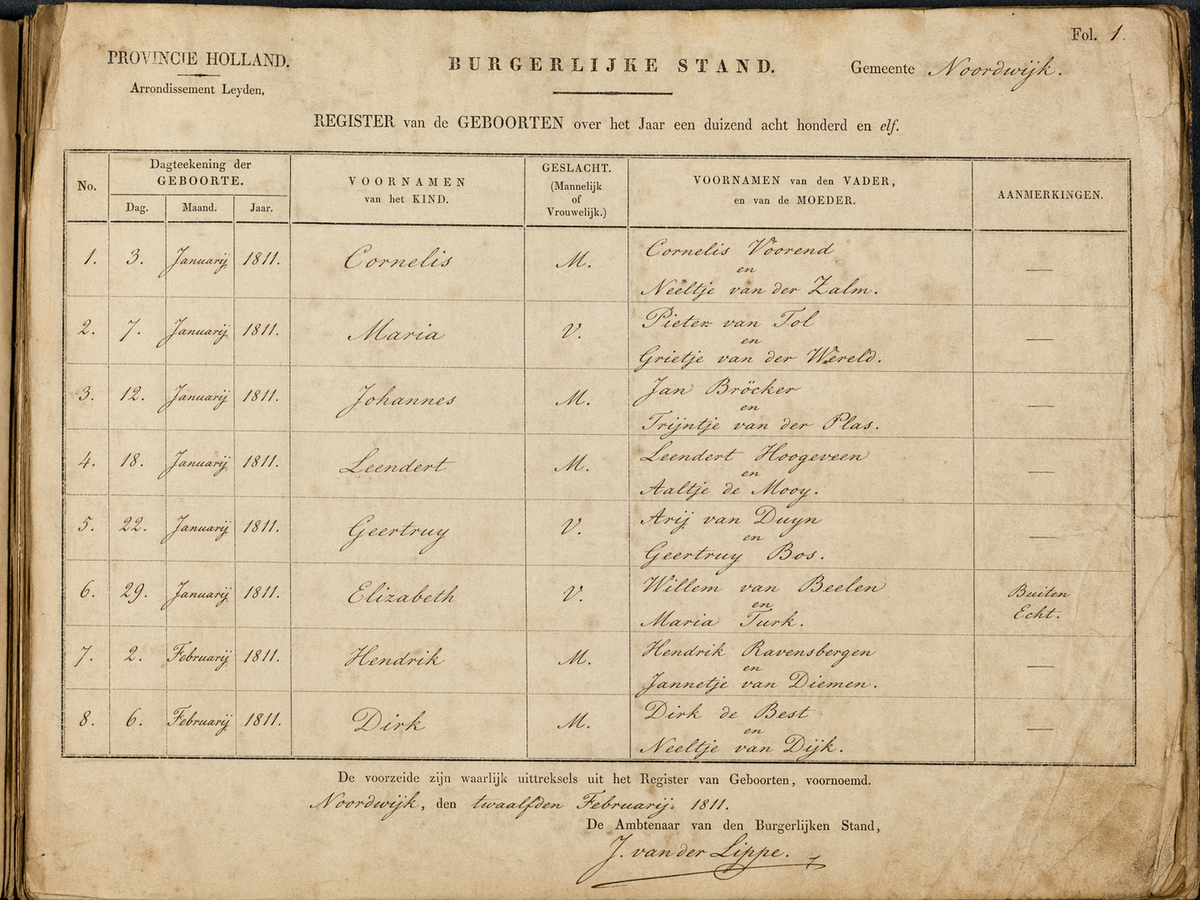 Fol. 1.
PROVINCIE HOLLAND.
Arrondissement Leyden,
BURGERLIJKE STAND.
Gemeente Noordwijk.
REGISTER van de GEBOORTEN over het Jaar een duizend acht honderd en elf.
No.
Dagteekening der
GEBOORTE.
Dag. Maand. Jaar.
VOORNAMEN
van het KIND.
GESLACHT.
(Mannelijk
of
Vrouwelijk.)
VOORNAMEN van den VADER,
en van de MOEDER.
AANMERKINGEN.
1. 3. Januarij 1811. Cornelis M. Cornelis Voorend
en
Neeltje van der Zalm. —
2. 7. Januarij 1811. Maria V. Pieter van Tol
en
Grietje van der Wereld. —
3. 12. Januarij 1811. Johannes M. Jan Bröcker
en
Trijntje van der Plas. —
4. 18. Januarij 1811. Leendert M. Leendert Hoogeveen
en
Aaltje de Mooy. —
5. 22. Januarij 1811. Geertruy V. Arij van Duyn
en
Geertruy Bos. —
6. 29. Januarij 1811. Elizabeth V. Willem van Beelen
en
Maria Turk. Buiten
Echt.
7. 2. Februarij 1811. Hendrik M. Hendrik Ravensbergen
en
Jannetje van Diemen. —
8. 6. Februarij 1811. Dirk M. Dirk de Best
en
Neeltje van Dijk. —
De voorzeide zijn waarlijk uittreksels uit het Register van Geboorten, voornoemd.
Noordwijk, den twaalfden Februarij. 1811.
De Ambtenaar van den Burgerlijken Stand,
J. van der Lippe.